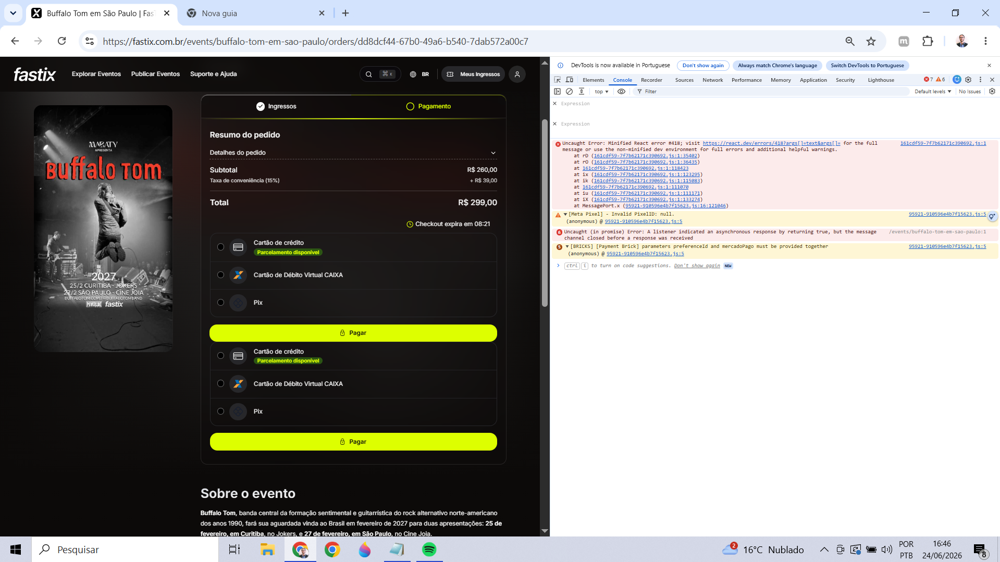 Buffalo Tom em São Paulo | Fas
Nova guia
https://fastix.com.br/events/buffalo-tom-em-sao-paulo/orders/dd8dcf44-67b0-49a6-b540-7dab572a00c7
fastix
Explorar Eventos
Publicar Eventos
Suporte e Ajuda
⌘ K
BR
Meus Ingressos
MARATY
APRESENTA
Buffalo Tom
2027
25/2 CURITIBA - JOKERS
27/2 SÃO PAULO - CINE JOIA
BUFFALOTOM.COM / @BUFFALOTOMBAND
fastix
Ingressos
Pagamento
Resumo do pedido
Detalhes do pedido
Subtotal
R$ 260,00
Taxa de conveniência (15%)
+ R$ 39,00
Total
R$ 299,00
Checkout expira em 08:21
Cartão de crédito
Parcelamento disponível
Cartão de Débito Virtual CAIXA
Pix
Pagar
Cartão de crédito
Parcelamento disponível
Cartão de Débito Virtual CAIXA
Pix
Pagar
Sobre o evento
Buffalo Tom, banda central da formação sentimental e guitarrística do rock alternativo norte-americano
dos anos 1990, fará sua aguardada vinda ao Brasil em fevereiro de 2027 para duas apresentações: 25 de
fevereiro, em Curitiba, no Jokers, e 27 de fevereiro, em São Paulo, no Cine Joia.
DevTools is now available in Portuguese
Don't show again
Always match Chrome's language
Switch DevTools to Portuguese
Elements
Console
Recorder
Sources
Network
Performance
Memory
Application
Security
Lighthouse
7
6
top
Filter
Default levels
No Issues
Expression
Expression
Uncaught Error: Minified React error #418; visit https://react.dev/errors/418?args[]=text&args[]= for the full
161cdf59-7f7b62171c390692.js:1
message or use the non-minified dev environment for full errors and additional helpful warnings.
at rD (161cdf59-7f7b62171c390692.js:1:35402)
at rO (161cdf59-7f7b62171c390692.js:1:36435)
at 161cdf59-7f7b62171c390692.js:1:118423
at ix (161cdf59-7f7b62171c390692.js:1:123295)
at ik (161cdf59-7f7b62171c390692.js:1:115083)
at 161cdf59-7f7b62171c390692.js:1:111070
at iu (161cdf59-7f7b62171c390692.js:1:111171)
at iX (161cdf59-7f7b62171c390692.js:1:133274)
at MessagePort.x (95921-910596e4b7f15623.js:16:121046)
[Meta Pixel] - Invalid PixelID: null.
95921-910596e4b7f15623.js:5
(anonymous) @ 95921-910596e4b7f15623.js:5
6
Uncaught (in promise) Error: A listener indicated an asynchronous response by returning true, but the message
/events/buffalo-tom-em-sao-paulo:1
channel closed before a response was received
5
[BRICKS] [Payment Brick] parameters preferenceId and mercadoPago must be provided together
95921-910596e4b7f15623.js:5
(anonymous) @ 95921-910596e4b7f15623.js:5
ctrl i to turn on code suggestions. Don't show again NEW
Pesquisar
2
16°C Nublado
POR
PTB
16:46
24/06/2026
8